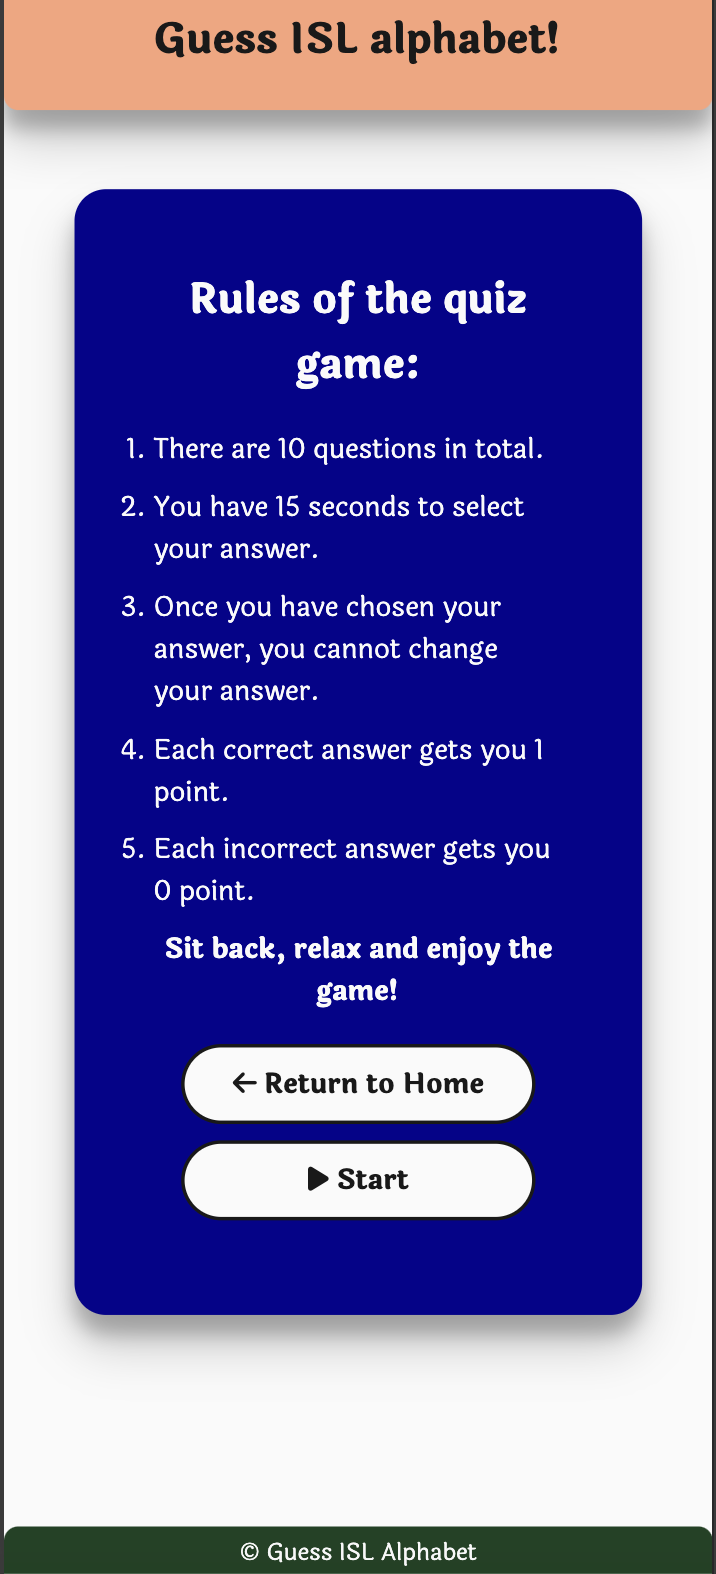 Guess ISL alphabet!
Rules of the quiz
game:
1. There are 10 questions in total.
2. You have 15 seconds to select
your answer.
3. Once you have chosen your
answer, you cannot change
your answer.
4. Each correct answer gets you 1
point.
5. Each incorrect answer gets you
0 point.
Sit back, relax and enjoy the
game!
Return to Home
Start
© Guess ISL Alphabet